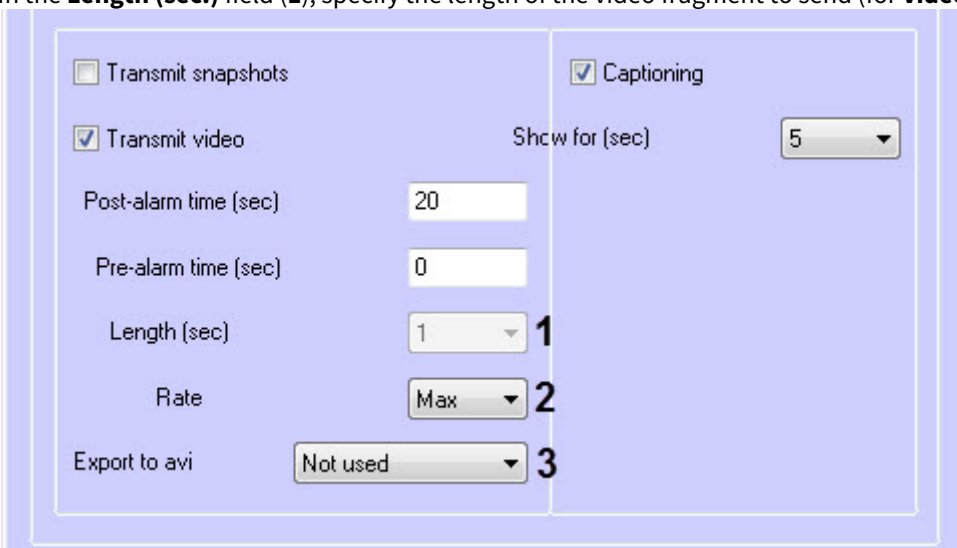 In the Length (sec.) field (1), specify the length of the video fragment to send (for
Transmit snapshots
Captioning
Transmit video
Show for (sec)
5
Post-alarm time (sec)
20
Pre-alarm time (sec)
0
Length (sec)
1
1
Rate
Max
2
Export to avi
Not used
3